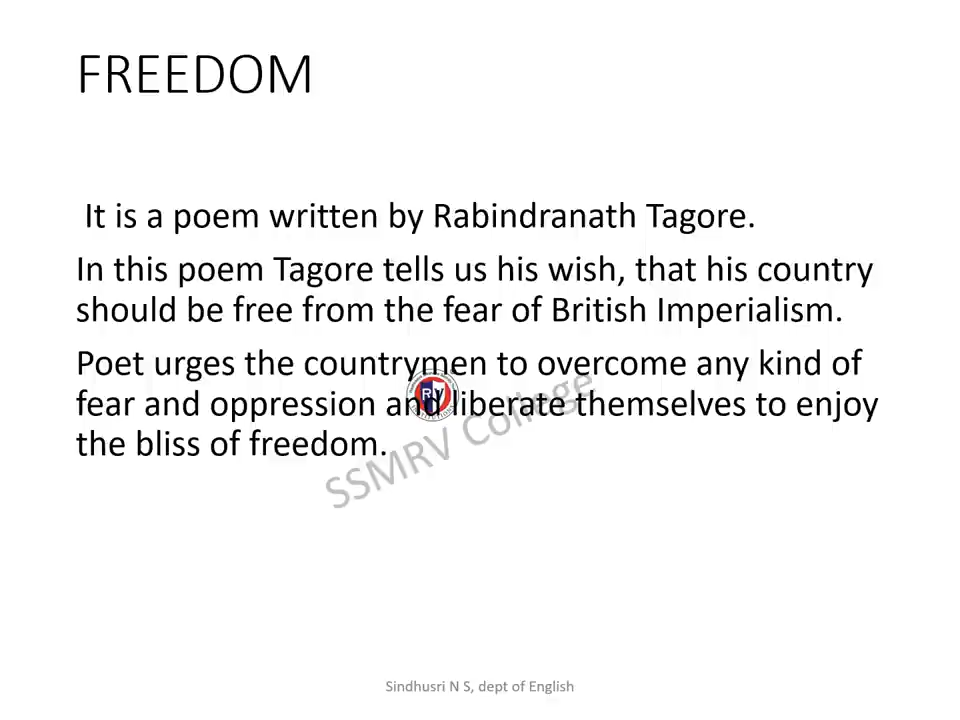 FREEDOM
It is a poem written by Rabindranath Tagore.
In this poem Tagore tells us his wish, that his country
should be free from the fear of British Imperialism.
Poet urges the countrymen to overcome any kind of
fear and oppression and liberate themselves to enjoy
the bliss of freedom.
RV
SSMRV College
Sindhusri N S, dept of English